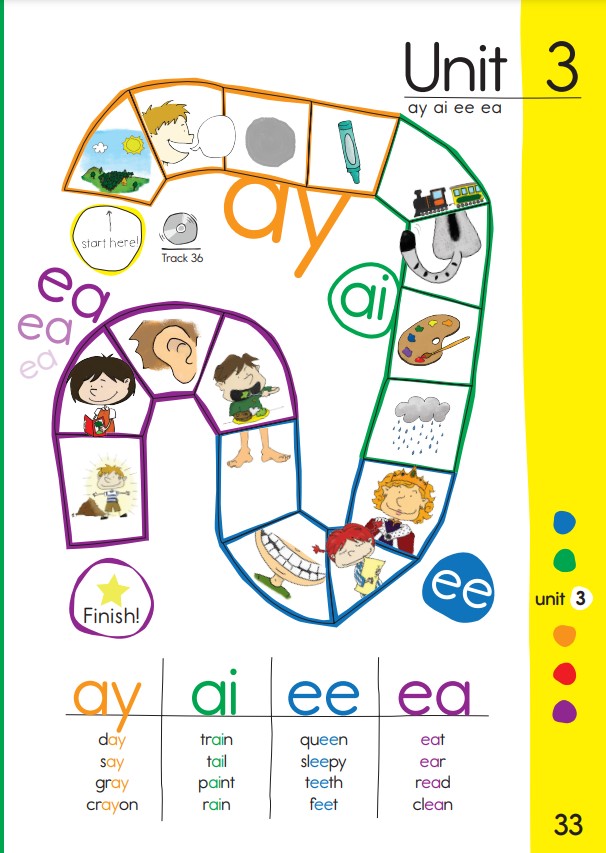 Unit 3
ay ai ee ea
start here!
Track 36
ay
ai
ea
ea
ea
ee
Finish!
unit 3
ay ai ee ea
day train queen eat
say tail sleepy ear
gray paint teeth read
crayon rain feet clean
33